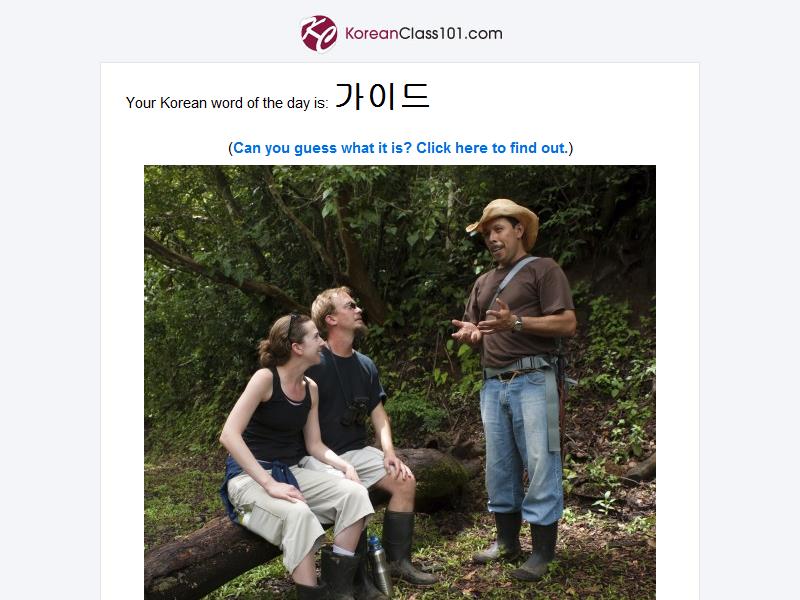 KoreanClass101.com
Your Korean word of the day is: 가이드
(Can you guess what it is? Click here to find out.)